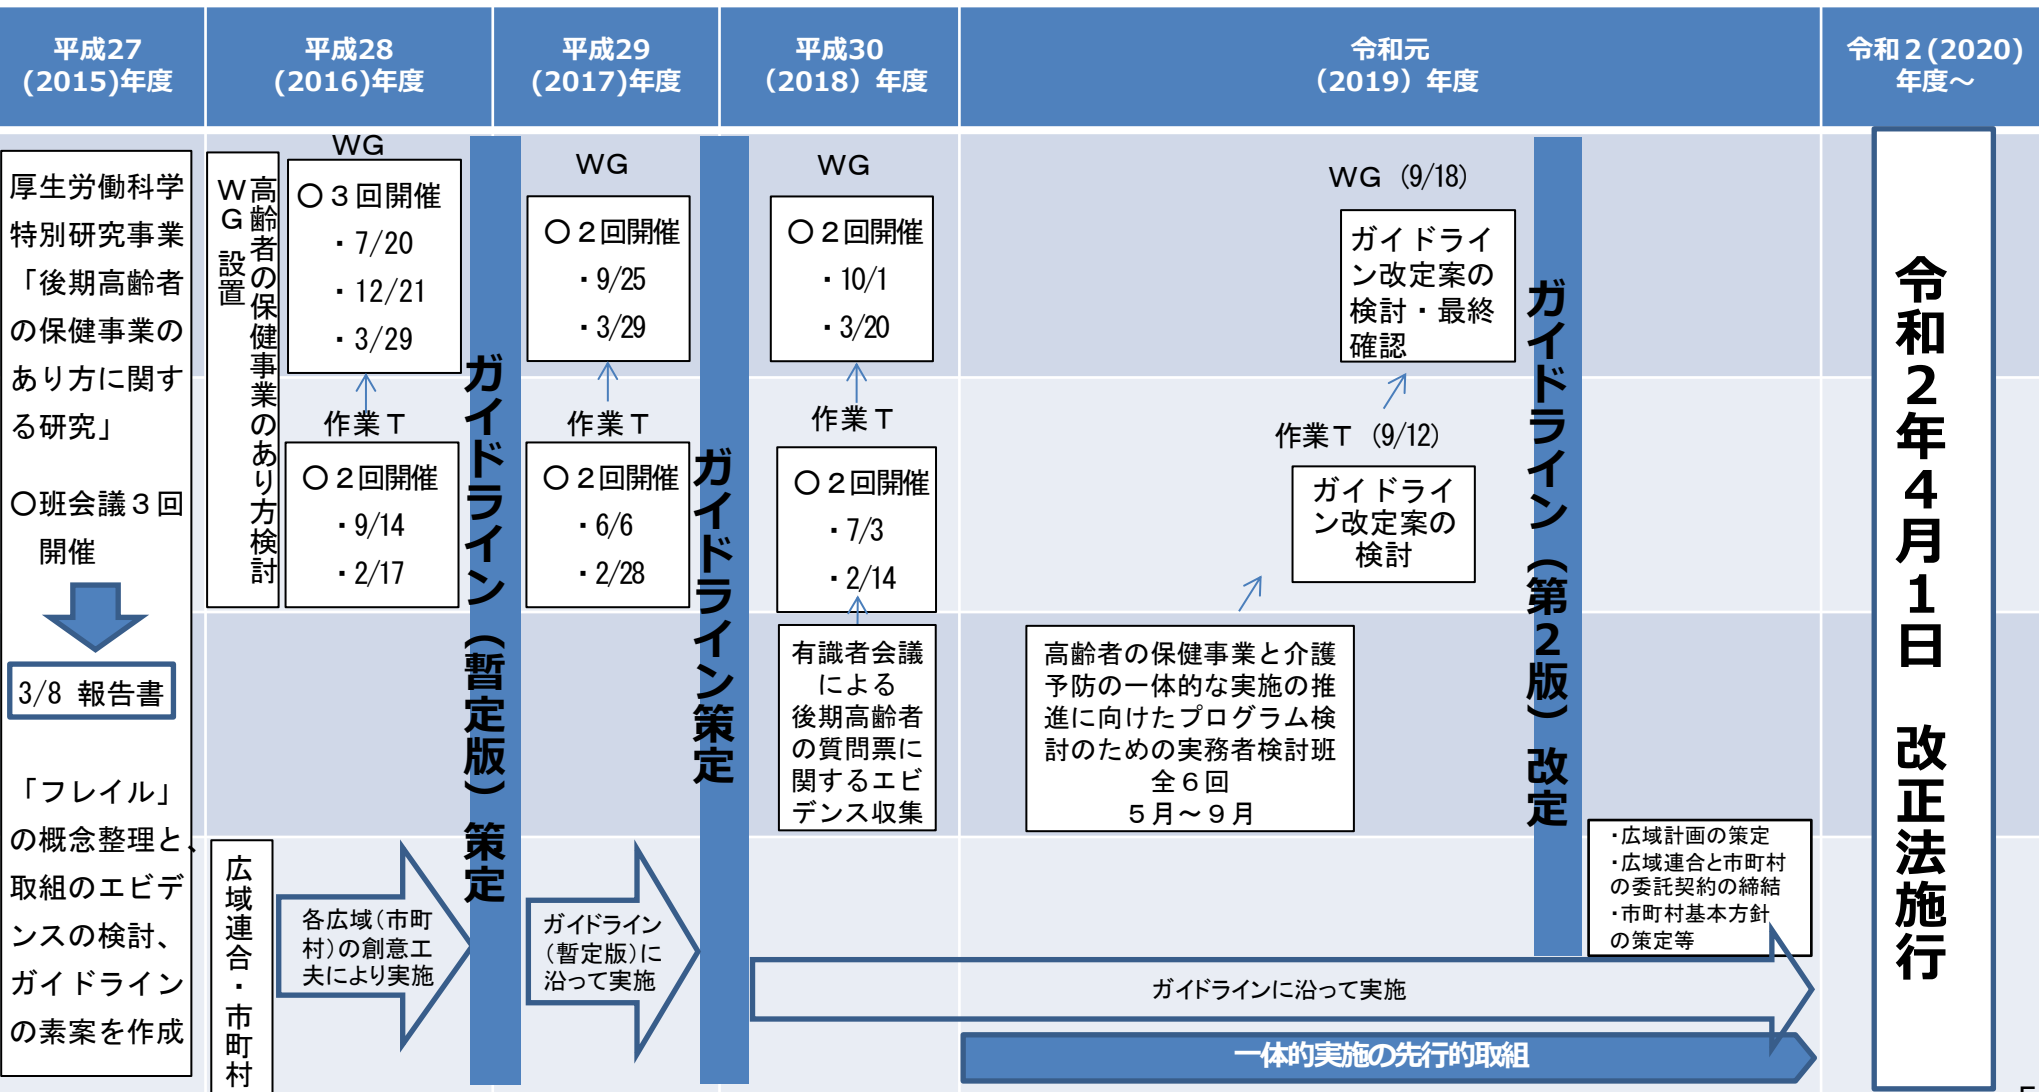 平成27
(2015)年度
平成28
(2016)年度
平成29
(2017)年度
平成30
（2018）年度
令和元
（2019）年度
令和２(2020)
年度～
厚生労働科学
特別研究事業
「後期高齢者
の保健事業の
あり方に関す
る研究」
○班会議３回
開催
3/8 報告書
「フレイル」
の概念整理と、
取組のエビデ
ンスの検討、
ガイドライン
の素案を作成
高齢者の保健事業のあり方検討
ＷＧ設置
ＷＧ
○３回開催
・7/20
・12/21
・3/29
作業Ｔ
○２回開催
・9/14
・2/17
広域連合・市町村
各広域（市町
村）の創意工
夫により実施
ガイドライン（暫定版）策定
ＷＧ
○２回開催
・9/25
・3/29
作業Ｔ
○２回開催
・6/6
・2/28
ガイドライン
（暫定版）に
沿って実施
ガイドライン策定
ＷＧ
○２回開催
・10/1
・3/20
作業Ｔ
○２回開催
・7/3
・2/14
有識者会議
による
後期高齢者
の質問票に
関するエビ
デンス収集
ＷＧ（9/18）
ガイドライ
ン改定案の
検討・最終
確認
作業Ｔ（9/12）
ガイドライ
ン改定案の
検討
高齢者の保健事業と介護
予防の一体的な実施の推
進に向けたプログラム検
討のための実務者検討班
全６回
５月～９月
ガイドライン（第２版）改定
・広域計画の策定
・広域連合と市町村
の委託契約の締結
・市町村基本方針
の策定等
ガイドラインに沿って実施
一体的実施の先行的取組
令和２年４月１日　改正法施行